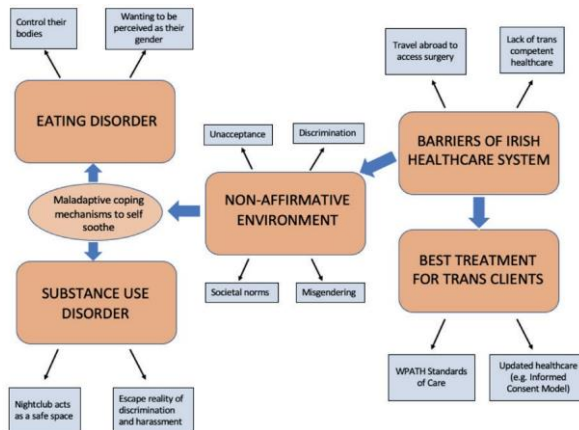 Control their
bodies
Wanting to be
perceived as their
gender
EATING DISORDER
Maladaptive coping
mechanisms to self
soothe
SUBSTANCE USE
DISORDER
Nightclub acts
as a safe space
Escape reality of
discrimination
and harassment
Unacceptance
Discrimination
NON-AFFIRMATIVE
ENVIRONMENT
Societal norms
Misgendering
Travel abroad to
access surgery
Lack of trans
competent
healthcare
BARRIERS OF IRISH
HEALTHCARE SYSTEM
BEST TREATMENT
FOR TRANS CLIENTS
WPATH Standards
of Care
Updated healthcare
(e.g. Informed
Consent Model)